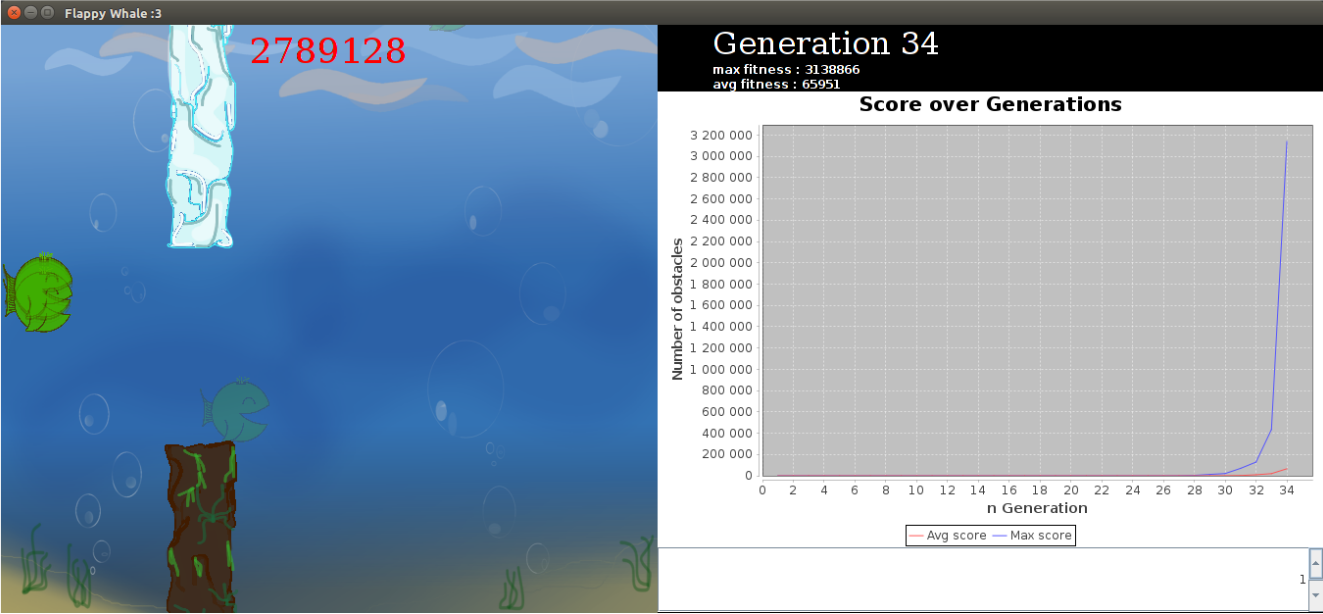 Flappy Whale :3
2789128
Generation 34
max fitness : 3138866
avg fitness : 65951
Score over Generations
Number of obstacles
3 200 000
3 000 000
2 800 000
2 600 000
2 400 000
2 200 000
2 000 000
1 800 000
1 600 000
1 400 000
1 200 000
1 000 000
800 000
600 000
400 000
200 000
0
0 2 4 6 8 10 12 14 16 18 20 22 24 26 28 30 32 34
n Generation
Avg score Max score
1